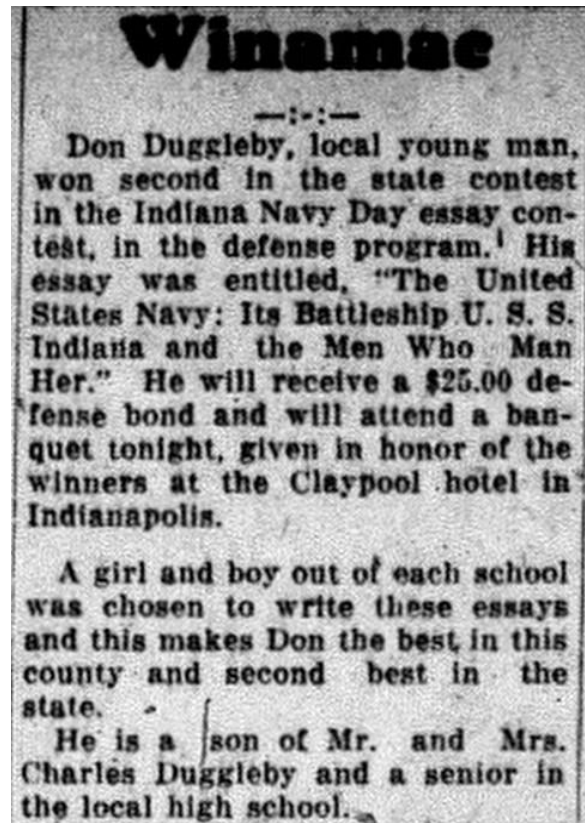 Winamac
—:-:—
Don Duggleby, local young man,
won second in the state contest
in the Indiana Navy Day essay con-
test, in the defense program. His
essay was entitled, "The United
States Navy: Its Battleship U. S. S.
Indiana and the Men Who Man
Her." He will receive a $25.00 de-
fense bond and will attend a ban-
quet tonight, given in honor of the
winners at the Claypool hotel in
Indianapolis.
A girl and boy out of each school
was chosen to write these essays
and this makes Don the best in this
county and second best in the
state.
He is a son of Mr. and Mrs.
Charles Duggleby and a senior in
the local high school.